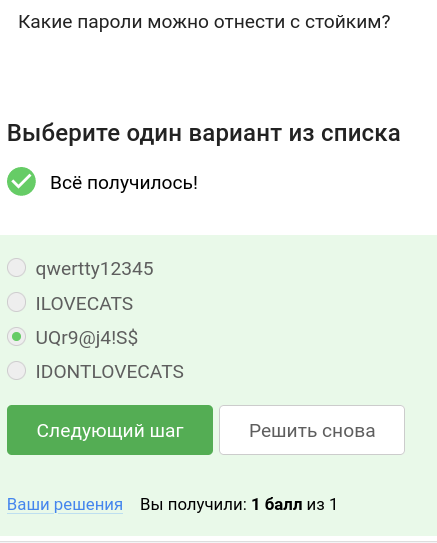 Какие пароли можно отнести с стойким?
Выберите один вариант из списка
Всё получилось!
qwertty12345
ILOVECATS
UQr9@j4!S$
IDONTLOVECATS
Следующий шаг Решить снова
Ваши решения Вы получили: 1 балл из 1